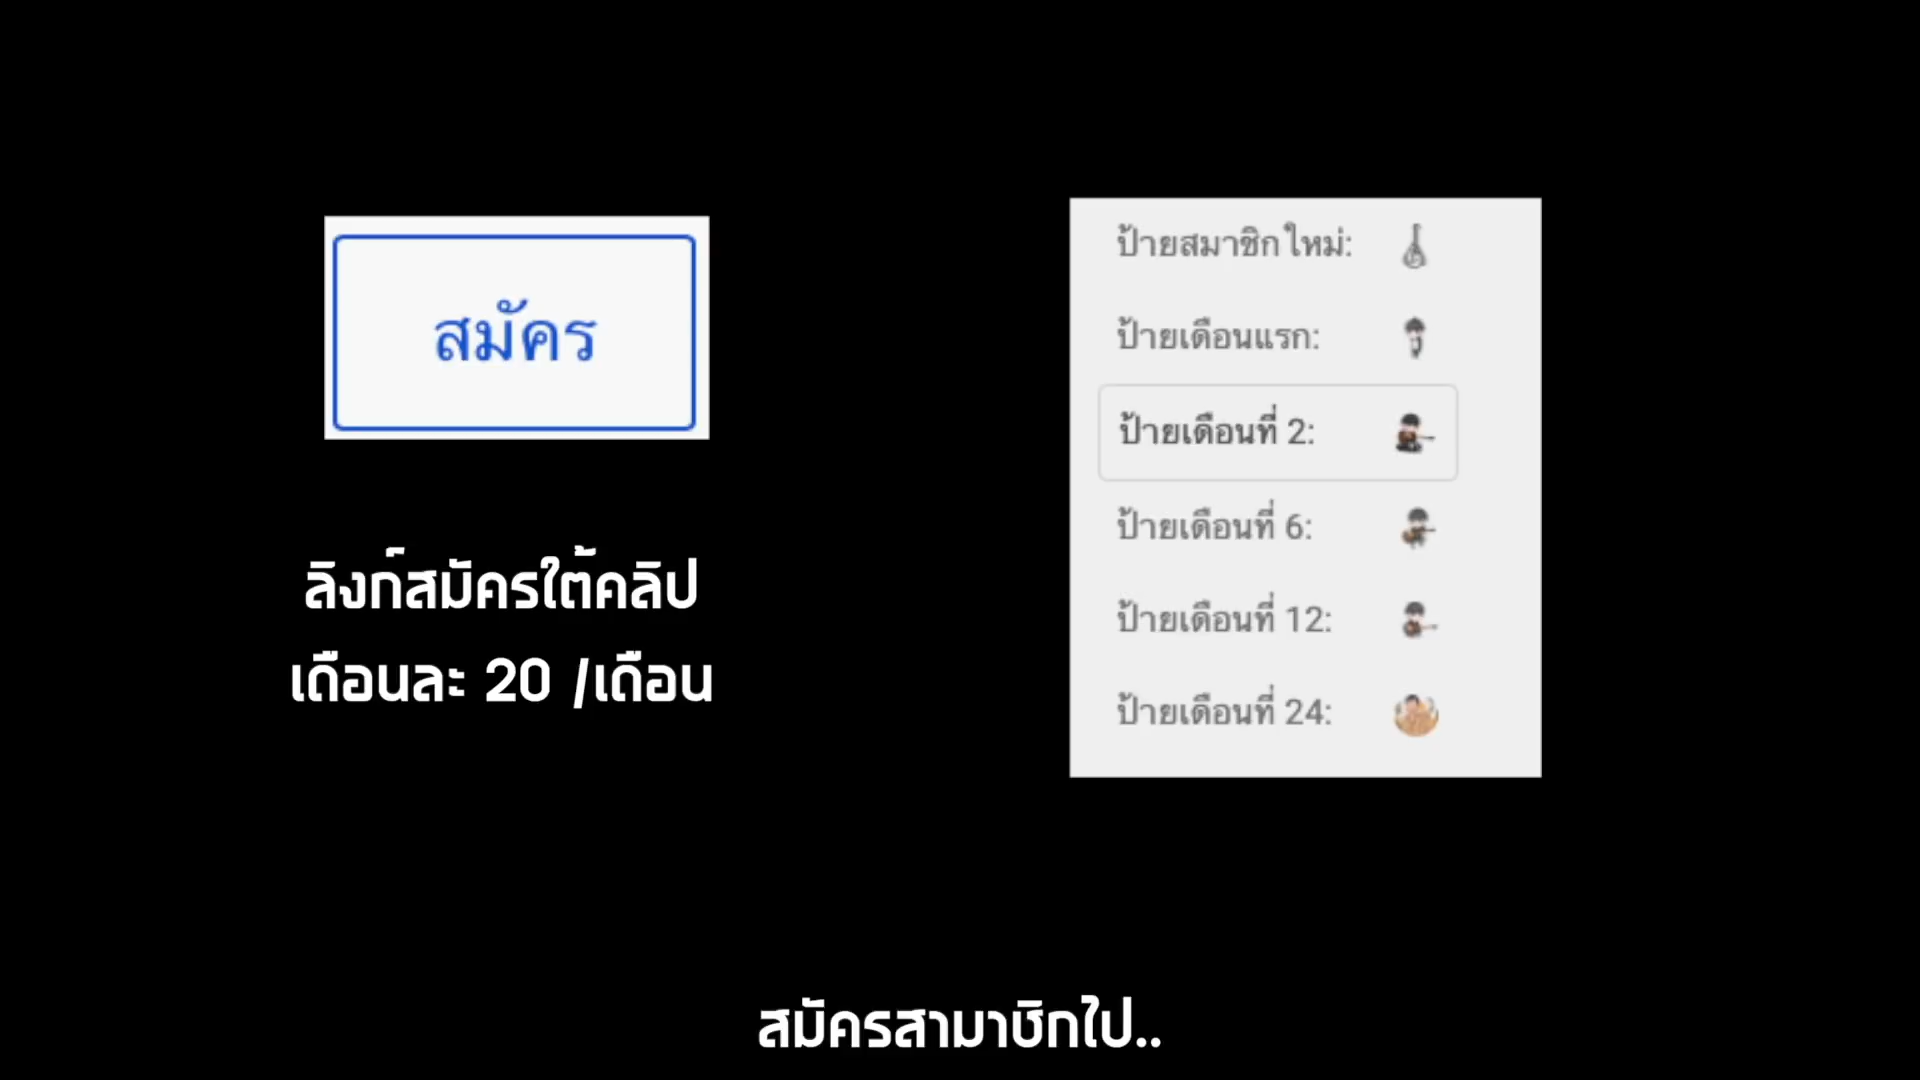 สมัคร
ลิงก์สมัครใต้คลิป
เดือนละ 20 /เดือน
ป้ายสมาชิกใหม่:
ป้ายเดือนแรก:
ป้ายเดือนที่ 2:
ป้ายเดือนที่ 6:
ป้ายเดือนที่ 12:
ป้ายเดือนที่ 24:
สมัครสามาชิกไป..